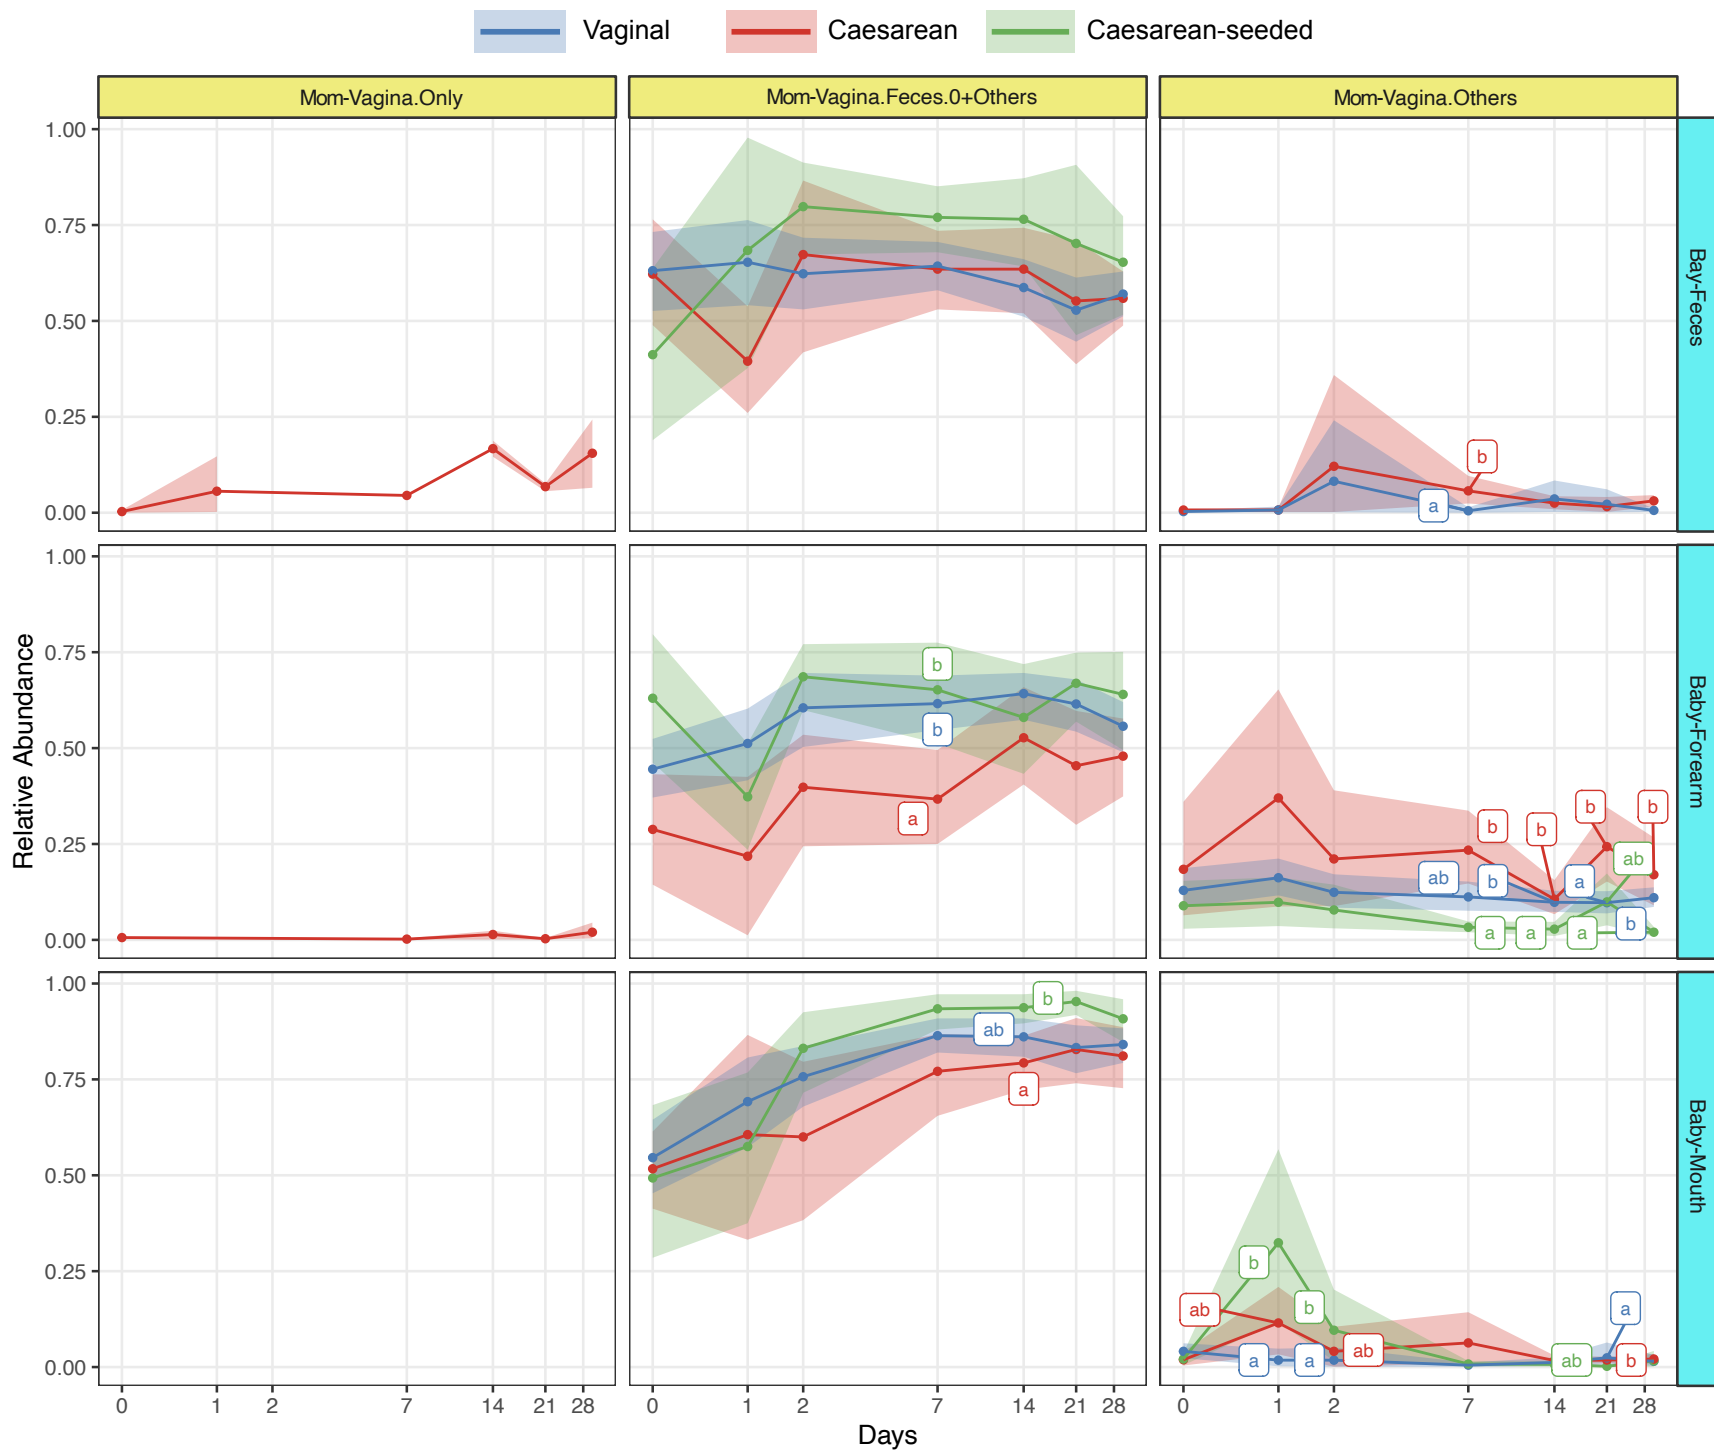 Vaginal Caesarean Caesarean-seeded
Mom-Vagina.Only Mom-Vagina.Feces.0+Others Mom-Vagina.Others
1.00
0.75
0.50
0.25
0.00
b
a
Bay-Feces
1.00
0.75
0.50
0.25
0.00
b
b
a
b b b b
ab
ab b a
a a a b
Baby-Forearm
1.00
0.75
0.50
0.25
0.00
b
ab
a
b
ab b a
a a ab ab b
Baby-Mouth
0 1 2 7 14 21 28 0 1 2 7 14 21 28 0 1 2 7 14 21 28
Relative Abundance
Days